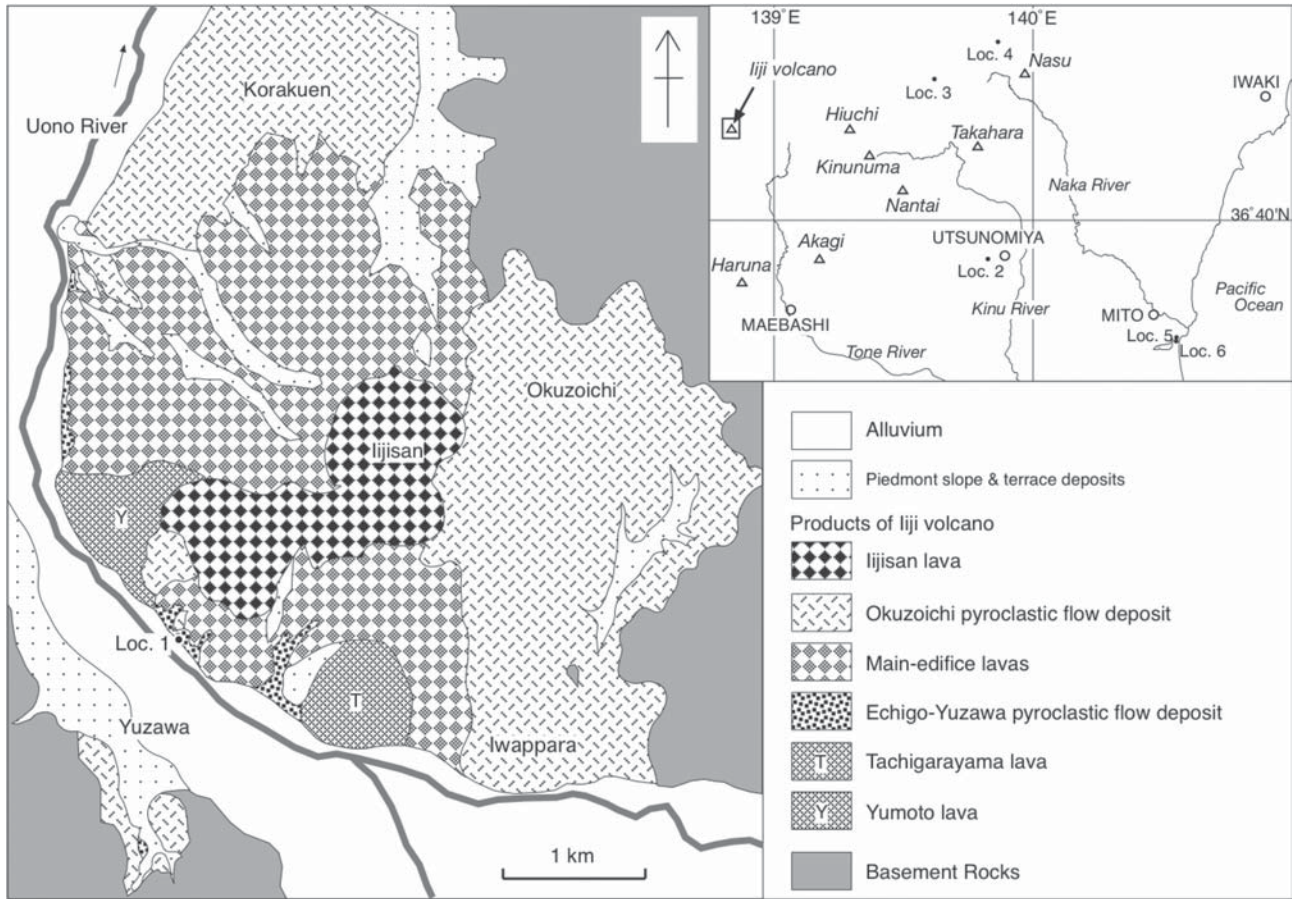 Korakuen
Uono River
Iijisan
Okuzoichi
Y
Loc. 1
Yuzawa
T
Iwappara
1 km
139°E
140°E
Iiji volcano
Loc. 4
Nasu
Loc. 3
IWAKI
Hiuchi
Takahara
Kinunuma
Nantai
Naka River
36°40'N
Akagi
UTSUNOMIYA
Loc. 2
Haruna
Kinu River
Pacific
Ocean
MAEBASHI
MITO
Loc. 5
Loc. 6
Tone River
Alluvium
Piedmont slope & terrace deposits
Products of Iiji volcano
Iijisan lava
Okuzoichi pyroclastic flow deposit
Main-edifice lavas
Echigo-Yuzawa pyroclastic flow deposit
T Tachigarayama lava
Y Yumoto lava
Basement Rocks